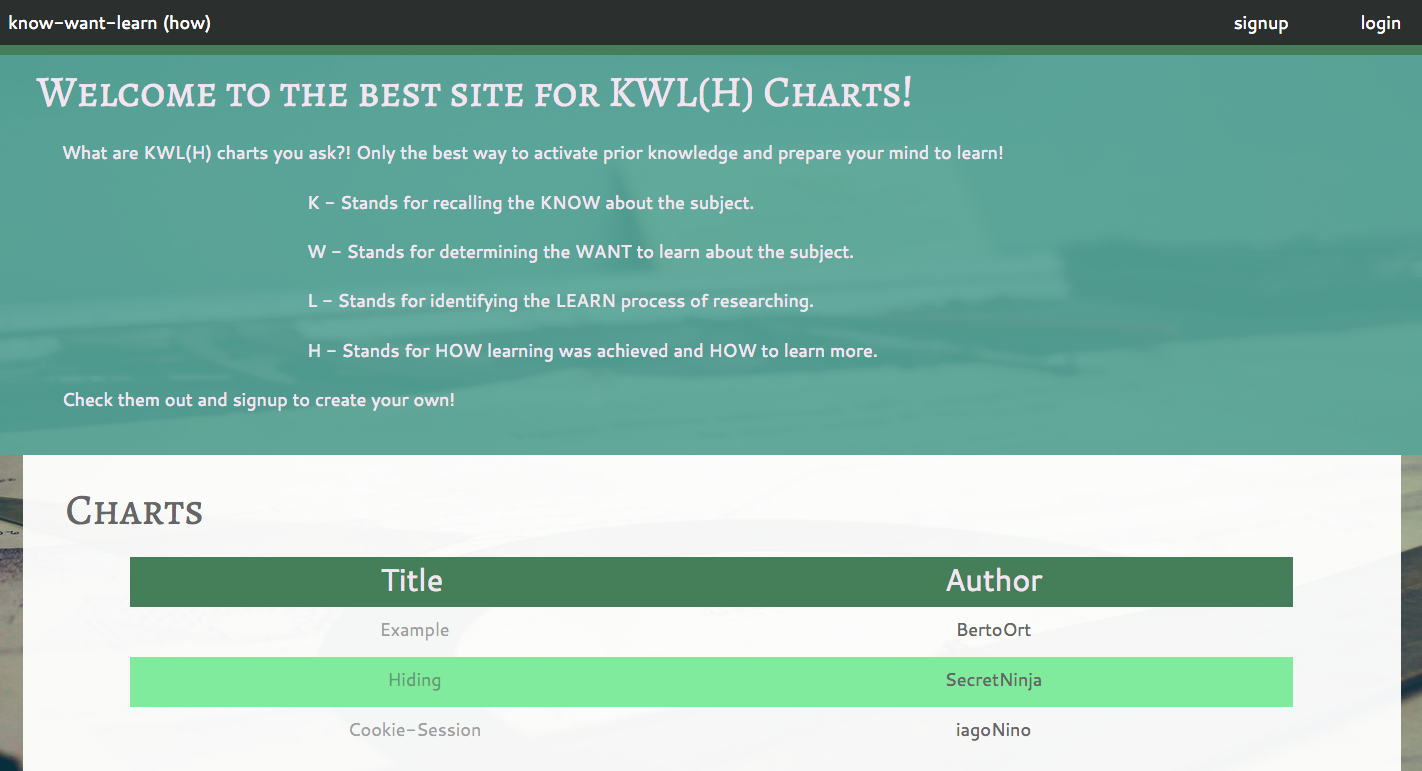 know-want-learn (how) signup login
Welcome to the best site for KWL(H) Charts!
What are KWL(H) charts you ask?! Only the best way to activate prior knowledge and prepare your mind to learn!
K - Stands for recalling the KNOW about the subject.
W - Stands for determining the WANT to learn about the subject.
L - Stands for identifying the LEARN process of researching.
H - Stands for HOW learning was achieved and HOW to learn more.
Check them out and signup to create your own!
Charts
Title Author
Example BertoOrt
Hiding SecretNinja
Cookie-Session iagoNino